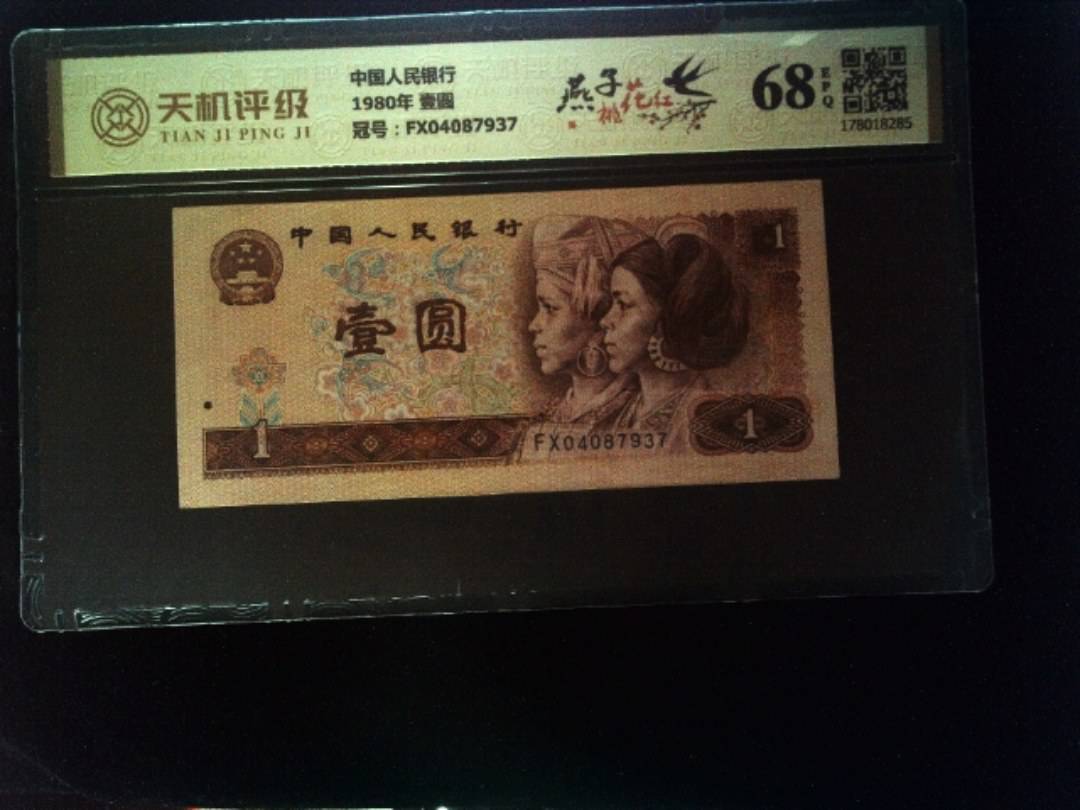 天机评级
TIAN JI PING JI
中国人民银行
1980年 壹圆
冠号：FX04087937
燕子
桃花红
68 EPQ
178018285
中国人民银行
1
壹圆
1
FX04087937
1